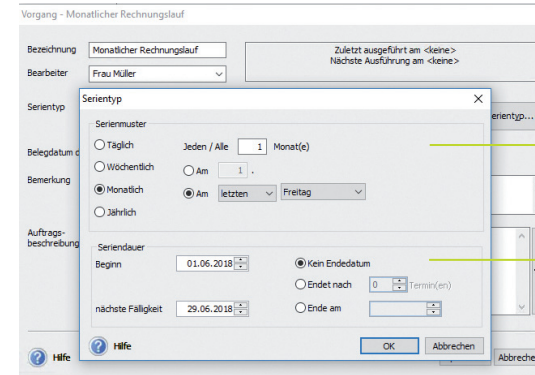 Vorgang - Monatlicher Rechnungslauf
Bezeichnung Monatlicher Rechnungslauf
Zuletzt ausgeführt am <keine>
Nächste Ausführung am <keine>
Bearbeiter Frau Müller
Serientyp
Serientyp
Serienmuster
Täglich Jeden / Alle 1 Monat(e)
Wöchentlich Am 1 .
Monatlich Am letzten Freitag
Jährlich
Belegdatum
Bemerkung
Auftrags-
beschreibung
Seriendauer
Beginn 01.06.2018 Kein Endedatum
Endet nach 0 Termin(en)
nächste Fälligkeit 29.06.2018 Ende am
Hilfe OK Abbrechen
Hilfe